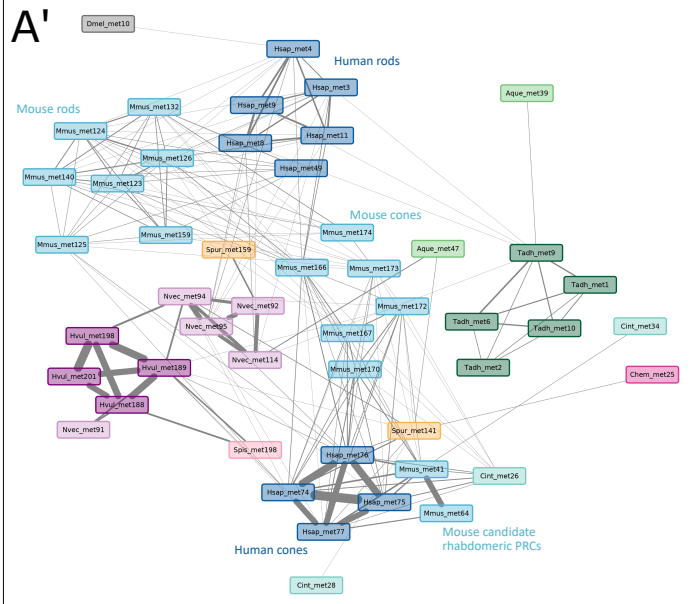 A'
Dmel_met10
Hsap_met4
Human rods
Hsap_met3
Aque_met39
Mouse rods
Mmus_met132
Hsap_met9
Mmus_met124
Hsap_met11
Hsap_met8
Mmus_met126
Hsap_met49
Mmus_met140
Mmus_met123
Mouse cones
Mmus_met174
Mmus_met159
Mmus_met125
Spur_met159
Aque_met47
Tadh_met9
Mmus_met166
Mmus_met173
Tadh_met1
Nvec_met94
Nvec_met92
Mmus_met172
Nvec_met95
Tadh_met6
Tadh_met10
Cint_met34
Hvul_met198
Mmus_met167
Nvec_met114
Hvul_met189
Mmus_met170
Tadh_met2
Hvul_met201
Chem_met25
Hvul_met188
Nvec_met91
Spur_met141
Spis_met198
Hsap_met76
Mmus_met41
Cint_met26
Hsap_met74
Hsap_met75
Mmus_met64
Hsap_met77
Mouse candidate
rhabdomeric PRCs
Human cones
Cint_met28